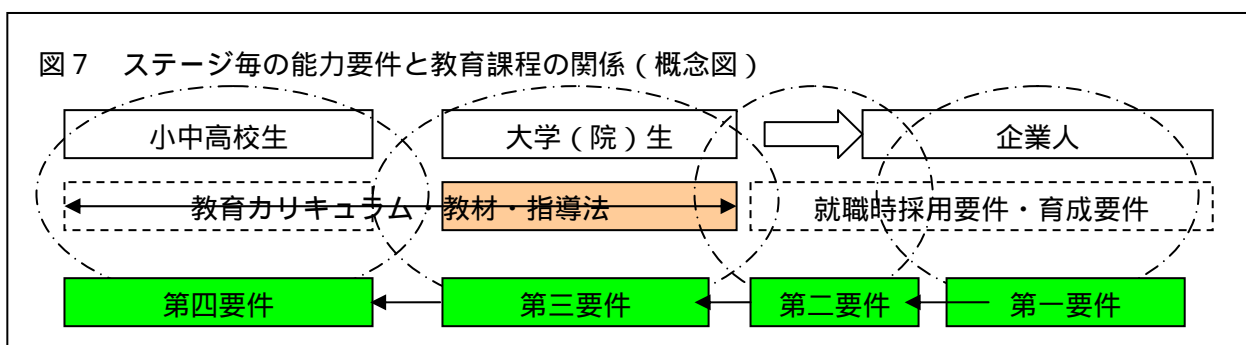 図７　ステージ毎の能力要件と教育課程の関係（概念図）
小中高校生
大学（院）生
企業人
教育カリキュラム・教材・指導法
就職時採用要件・育成要件
第四要件
第三要件
第二要件
第一要件